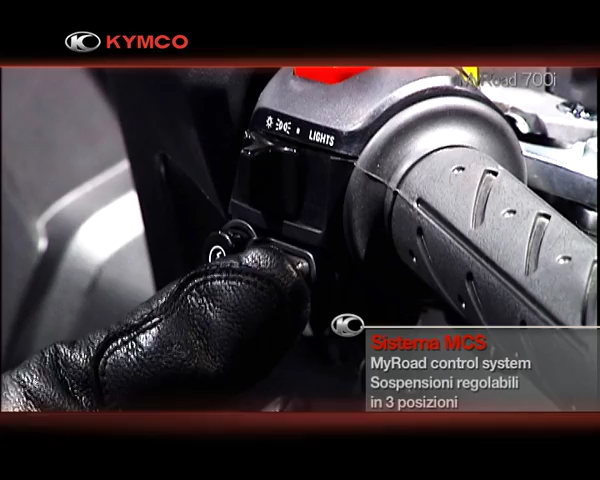 KYMCO
MyRoad 700i
LIGHTS
Sistema MCS
MyRoad control system
Sospensioni regolabili
in 3 posizioni